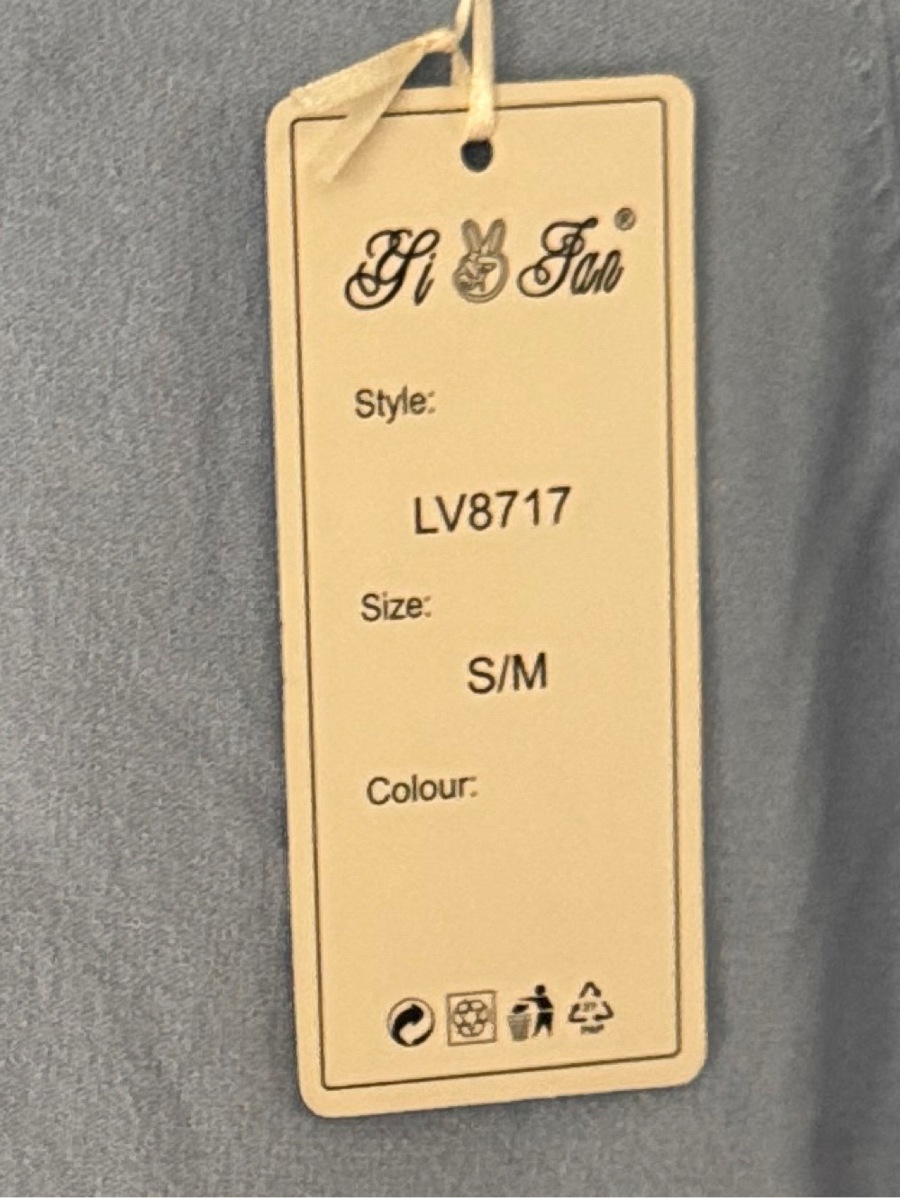 Yi Fan®
Style:
LV8717
Size:
S/M
Colour: